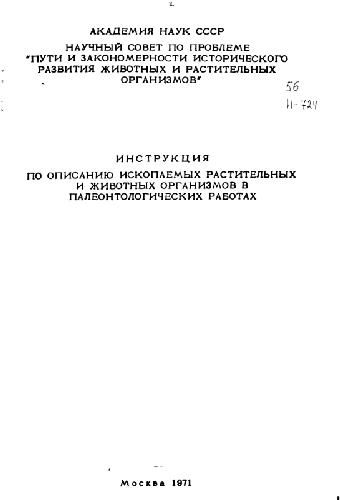 АКАДЕМИЯ НАУК СССР
НАУЧНЫЙ СОВЕТ ПО ПРОБЛЕМЕ
"ПУТИ И ЗАКОНОМЕРНОСТИ ИСТОРИЧЕСКОГО
РАЗВИТИЯ ЖИВОТНЫХ И РАСТИТЕЛЬНЫХ
ОРГАНИЗМОВ"
56
И-724
ИНСТРУКЦИЯ
ПО ОПИСАНИЮ ИСКОПАЕМЫХ РАСТИТЕЛЬНЫХ
И ЖИВОТНЫХ ОРГАНИЗМОВ В
ПАЛЕОНТОЛОГИЧЕСКИХ РАБОТАХ
Москва 1971